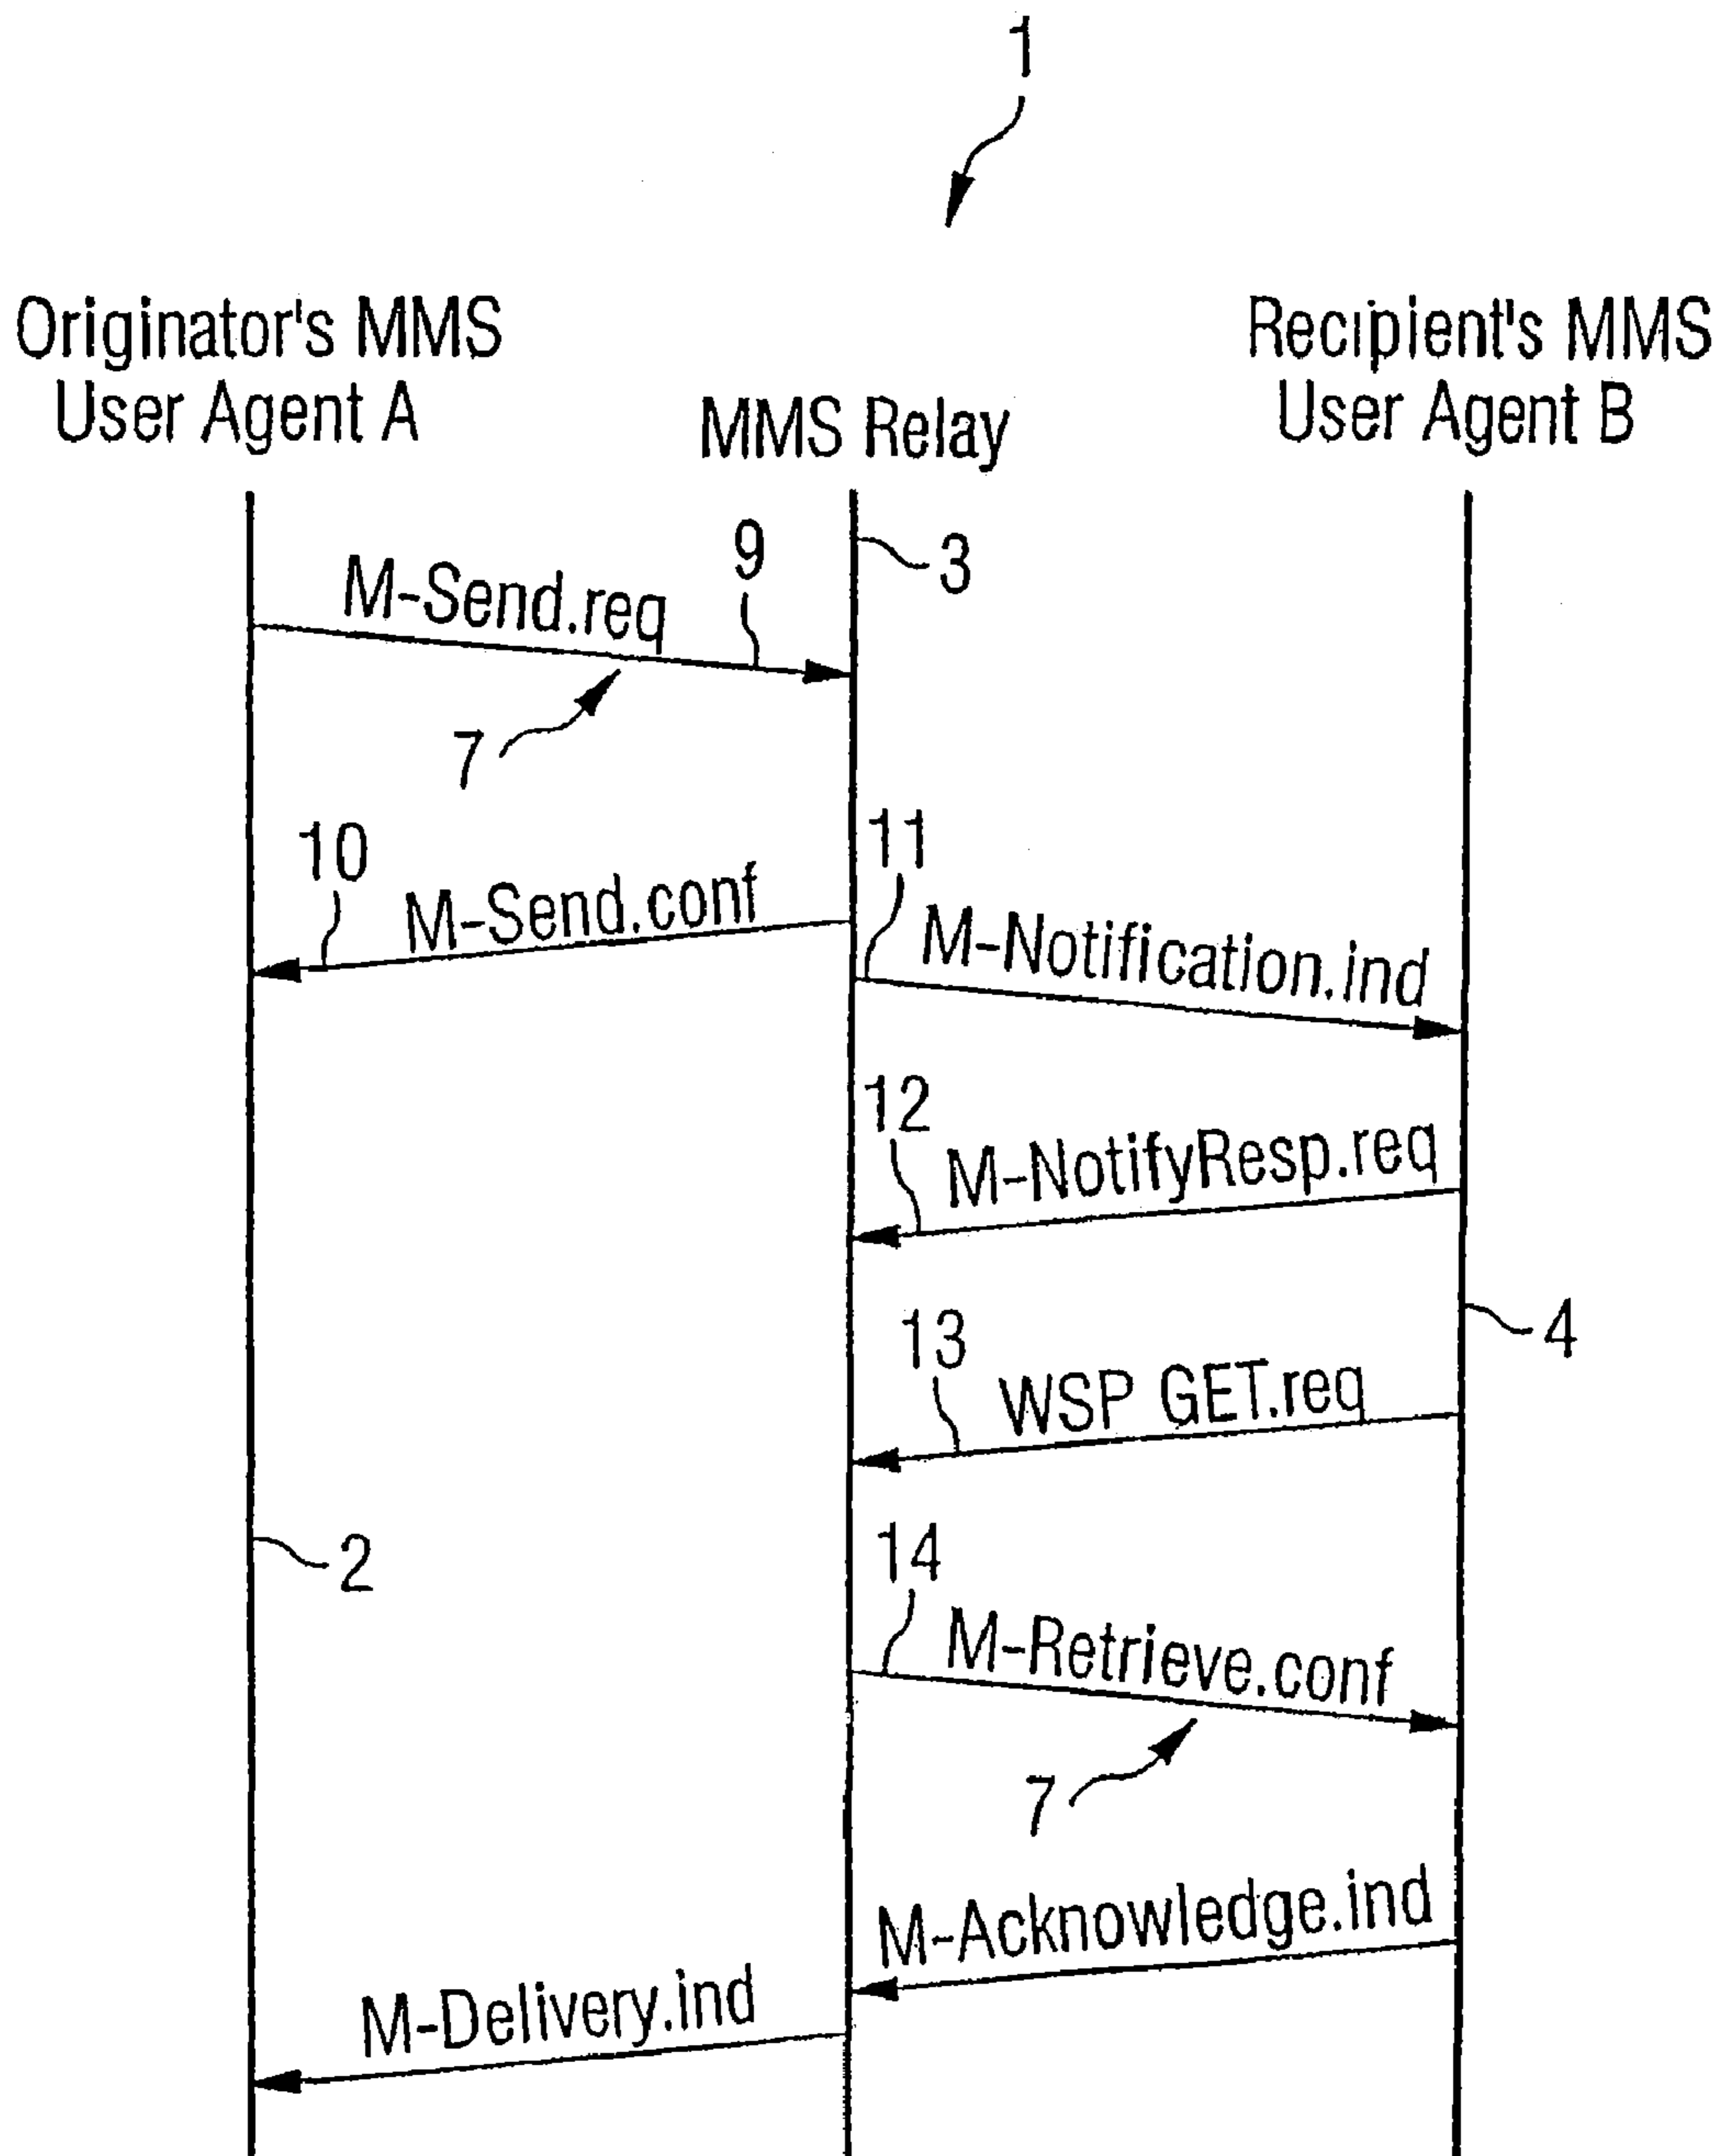 1
Originator's MMS
User Agent A
MMS Relay
Recipient's MMS
User Agent B
M-Send.req
9
3
7
10
M-Send.conf
11
M-Notification.ind
12
M-NotifyResp.req
4
13
WSP GET.req
2
14
M-Retrieve.conf
7
M-Acknowledge.ind
M-Delivery.ind